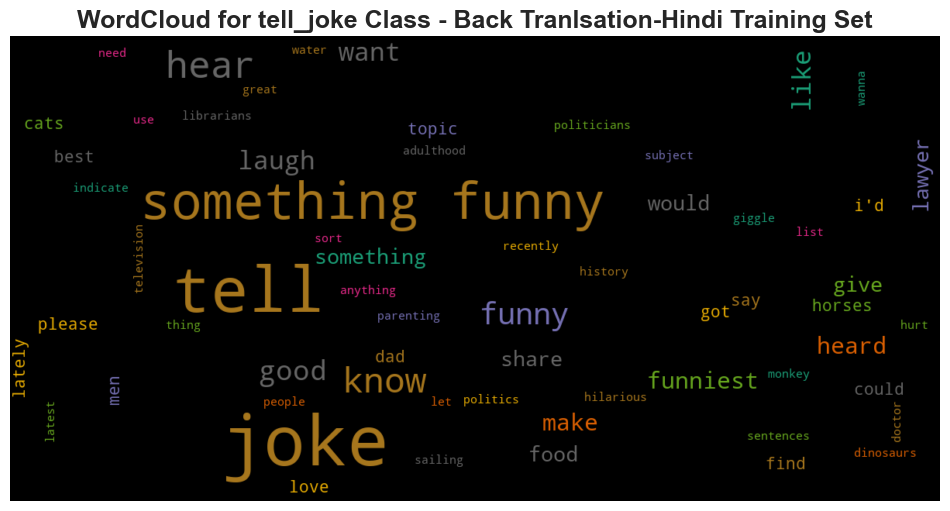 WordCloud for tell_joke Class - Back Tranlsation-Hindi Training Set
need
water
want
hear
like
wanna
great
cats
use
librarians
topic
politicians
best
laugh
adulthood
subject
lawyer
indicate
something funny
would
i'd
giggle
list
television
sort
something
recently
tell
anything
history
give
horses
say
got
funny
parenting
please
thing
hurt
heard
lately
men
dad
share
good
know
funniest
monkey
could
latest
people
let
politics
hilarious
doctor
joke
make
sentences
food
sailing
find
dinosaurs
love